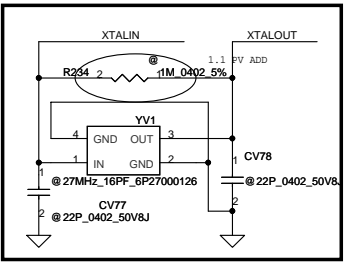 XTALIN
XTALOUT
@
1.1 PV ADD
R234
2
1
1M_0402_5%
YV1
4
GND
OUT
3
1
IN
GND
2
@27MHz_16PF_6P27000126
1
CV77
2
@22P_0402_50V8J
1
CV78
@22P_0402_50V8J
2